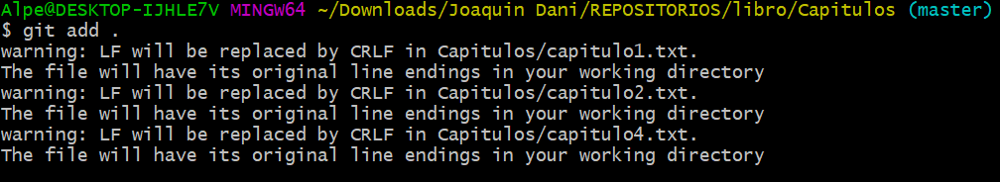 Alpe@DESKTOP-IJHLE7V MINGW64 ~/Downloads/Joaquin Dani/REPOSITORIOS/libro/Capitulos (master)
$ git add .
warning: LF will be replaced by CRLF in Capitulos/capitulo1.txt.
The file will have its original line endings in your working directory
warning: LF will be replaced by CRLF in Capitulos/capitulo2.txt.
The file will have its original line endings in your working directory
warning: LF will be replaced by CRLF in Capitulos/capitulo4.txt.
The file will have its original line endings in your working directory